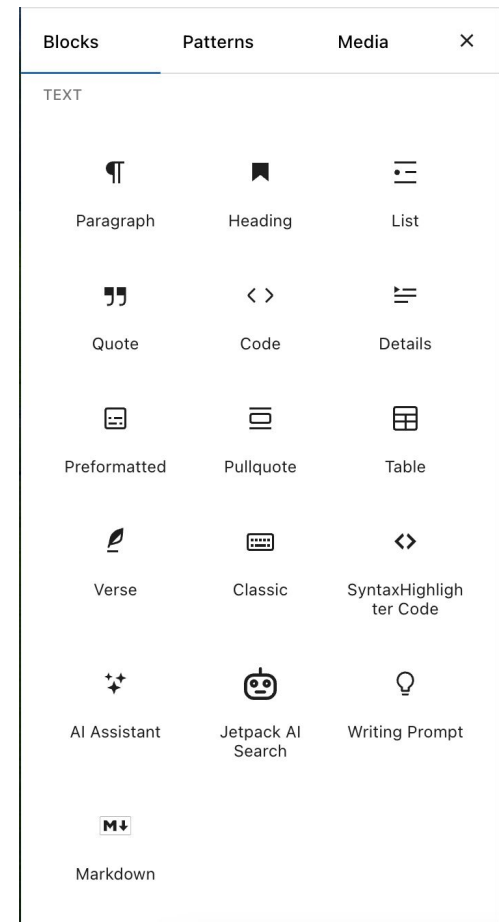 Blocks Patterns Media
TEXT
Paragraph Heading List
Quote Code Details
Preformatted Pullquote Table
Verse Classic SyntaxHighligh
ter Code
AI Assistant Jetpack AI Writing Prompt
Search
M
Markdown